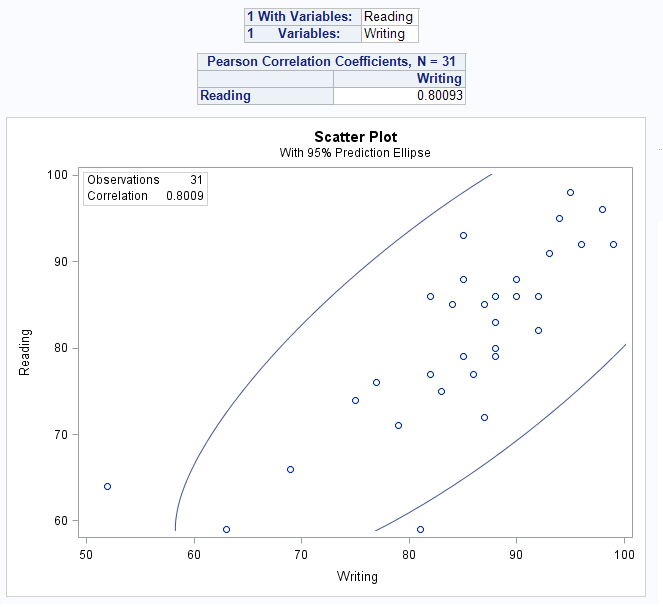 1 With Variables: Reading
1 Variables: Writing
Pearson Correlation Coefficients, N = 31
Writing
Reading 0.80093
Scatter Plot
With 95% Prediction Ellipse
Observations 31
Correlation 0.8009
100
90
80
70
60
Reading
50 60 70 80 90 100
Writing